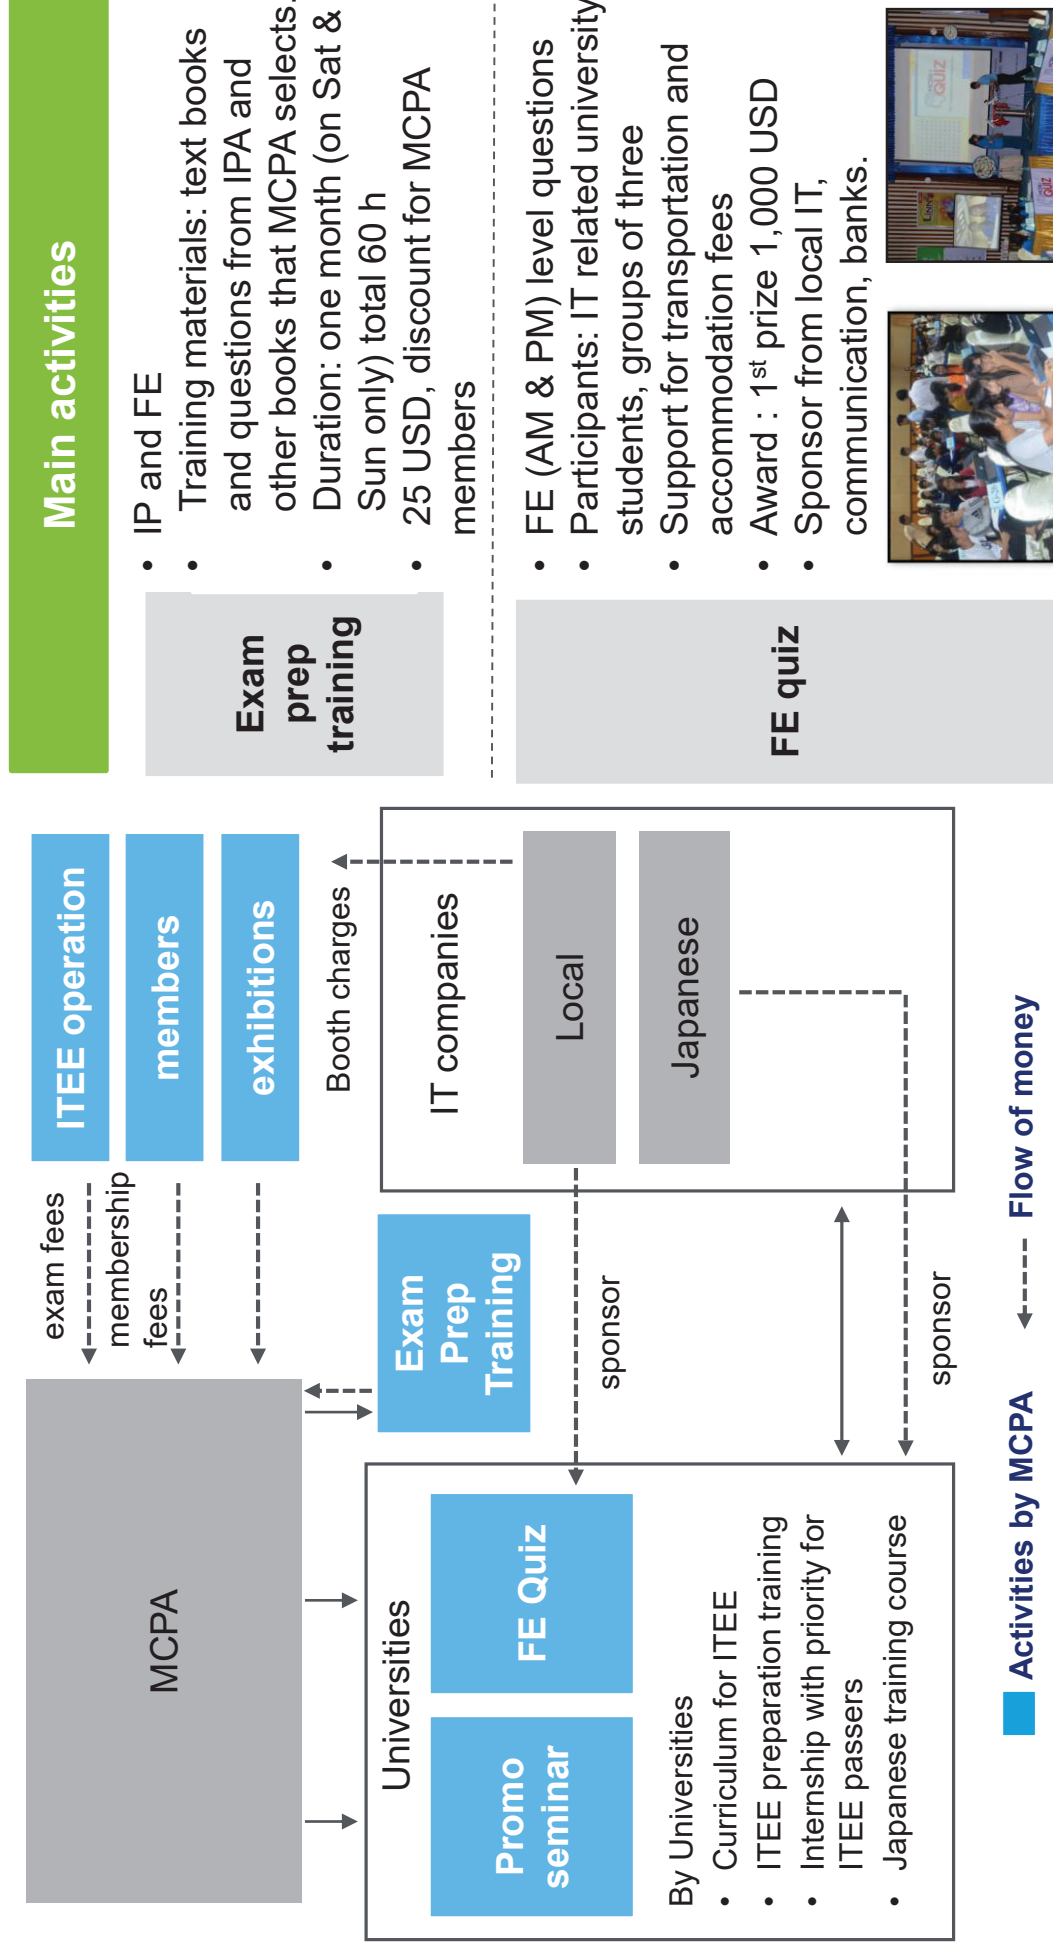 MCPA
exam fees
membership
fees
ITEE operation
members
exhibitions
Booth charges
Exam
Prep
Training
Universities
Promo
seminar
FE Quiz
sponsor
IT companies
Local
Japanese
By Universities
• Curriculum for ITEE
• ITEE preparation training
• Internship with priority for
ITEE passers
• Japanese training course
sponsor
Activities by MCPA
Flow of money
Main activities
Exam
prep
training
• IP and FE
• Training materials: text books
and questions from IPA and
other books that MCPA selects.
• Duration: one month (on Sat &
Sun only) total 60 h
• 25 USD, discount for MCPA
members
FE quiz
• FE (AM & PM) level questions
• Participants: IT related university
students, groups of three
• Support for transportation and
accommodation fees
• Award : 1st prize 1,000 USD
• Sponsor from local IT,
communication, banks.
QUIZ
QUIZ